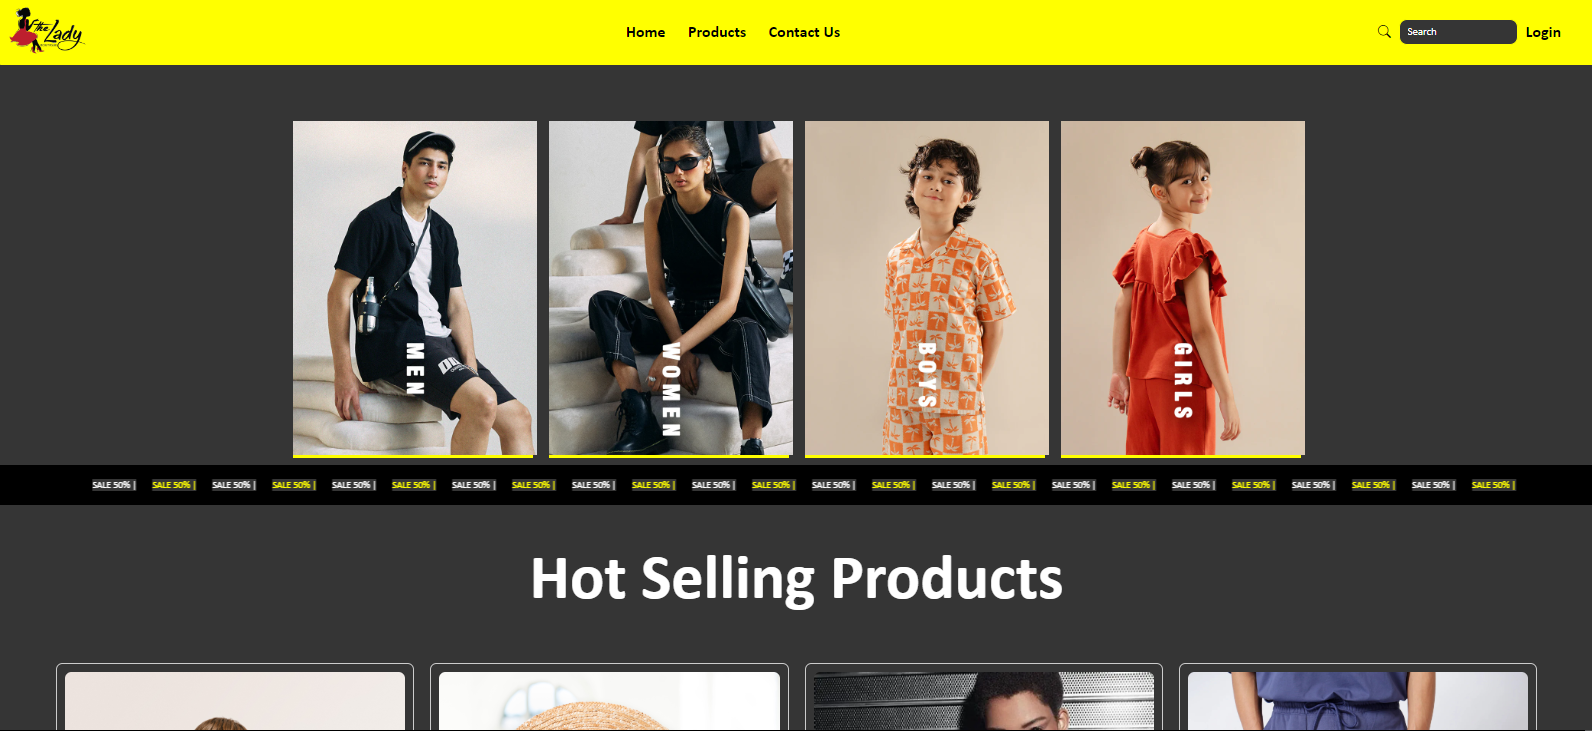 the Lady
Home Products Contact Us
Search
Login
MEN
WOMEN
BOYS
GIRLS
SALE 50% | SALE 50% | SALE 50% | SALE 50% | SALE 50% | SALE 50% | SALE 50% | SALE 50% | SALE 50% | SALE 50% | SALE 50% | SALE 50% | SALE 50% | SALE 50% | SALE 50% | SALE 50% | SALE 50% | SALE 50% | SALE 50% | SALE 50% | SALE 50% | SALE 50% | SALE 50% | SALE 50% |
Hot Selling Products